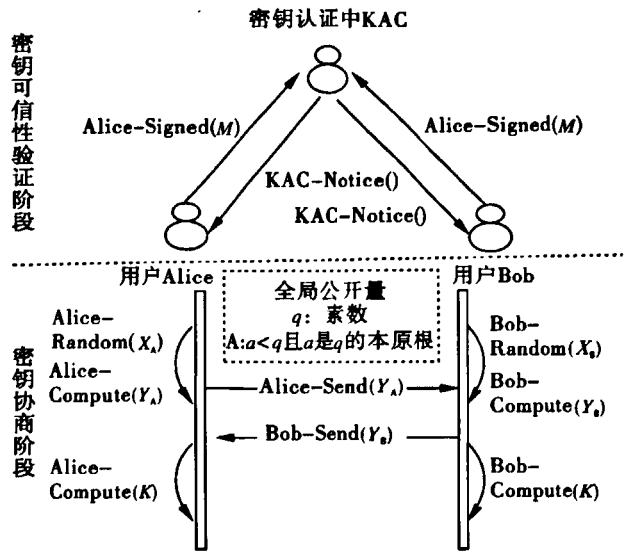 密钥认证中KAC
密钥可信性验证阶段
Alice-Signed(M)
Alice-Signed(M)
KAC-Notice()
KAC-Notice()
用户Alice
用户Bob
全局公开量
q: 素数
A:a<q且a是q的本原根
密钥协商阶段
Alice-
Random(X_A)
Alice-
Compute(Y_A)
Bob-
Random(X_B)
Bob-
Compute(Y_B)
Alice-Send(Y_A)
Bob-Send(Y_B)
Alice-
Compute(K)
Bob-
Compute(K)